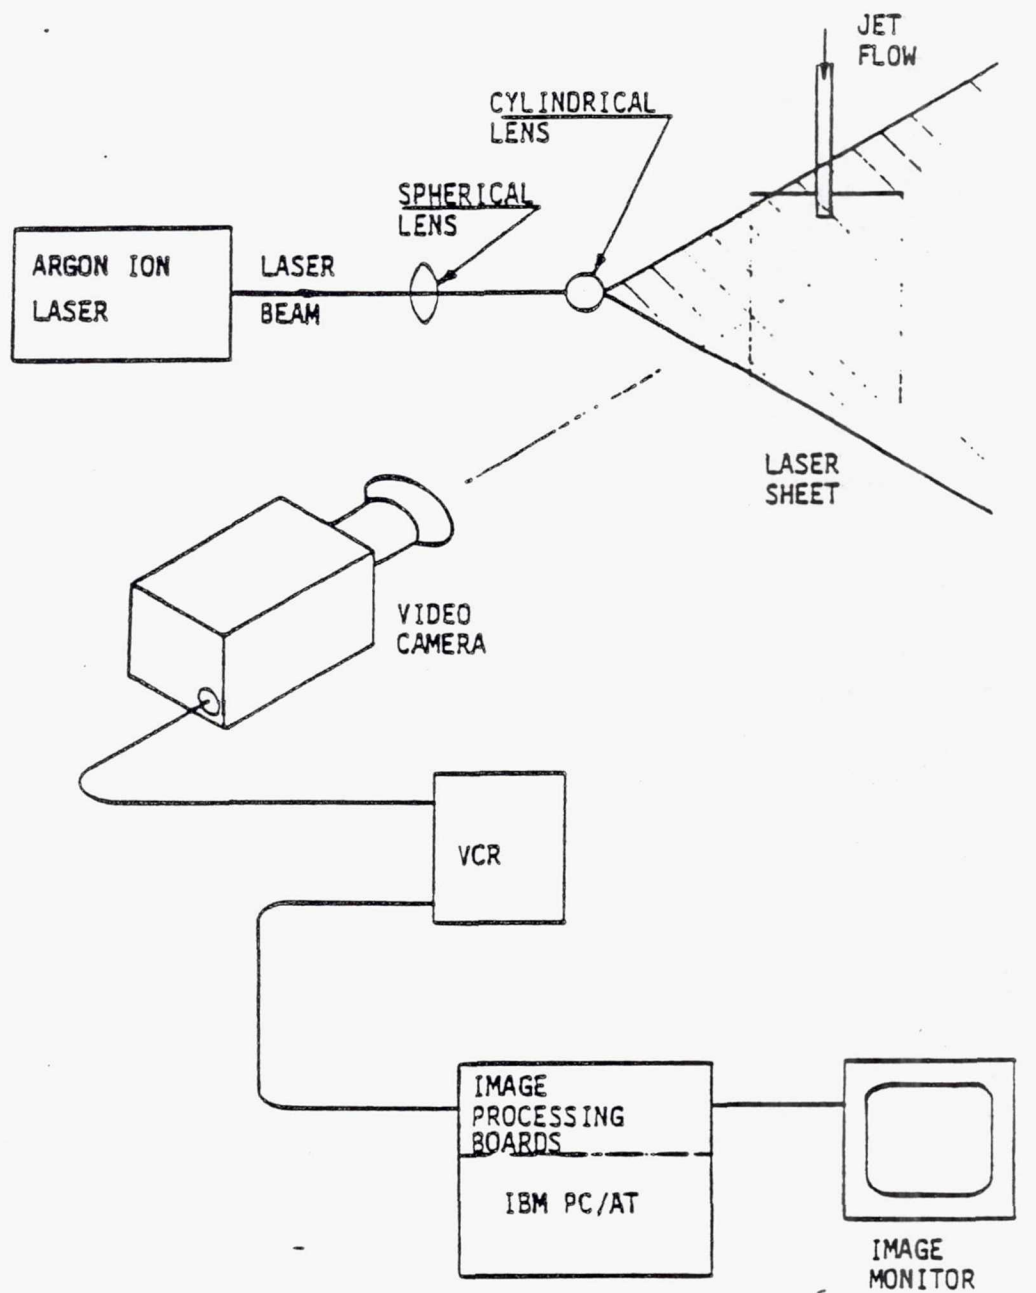 JET
FLOW
CYLINDRICAL
LENS
SPHERICAL
LENS
ARGON ION
LASER
LASER
BEAM
LASER
SHEET
VIDEO
CAMERA
VCR
IMAGE
PROCESSING
BOARDS
IBM PC/AT
IMAGE
MONITOR